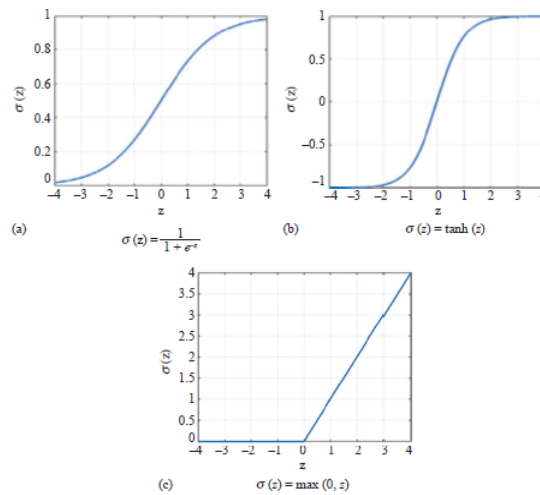 1
0.8
0.6
0.4
0.2
0
σ (z)
−4 −3 −2 −1 0 1 2 3 4
z
(a)
σ (z) = 1 / 1 + e⁻ᶻ
1
0.5
0
−0.5
−1
σ (z)
−4 −3 −2 −1 0 1 2 3
z
(b)
σ (z) = tanh (z)
4
3.5
3
2.5
2
1.5
1
0.5
0
σ (z)
−4 −3 −2 −1 0 1 2 3 4
z
(c)
σ (z) = max (0, z)